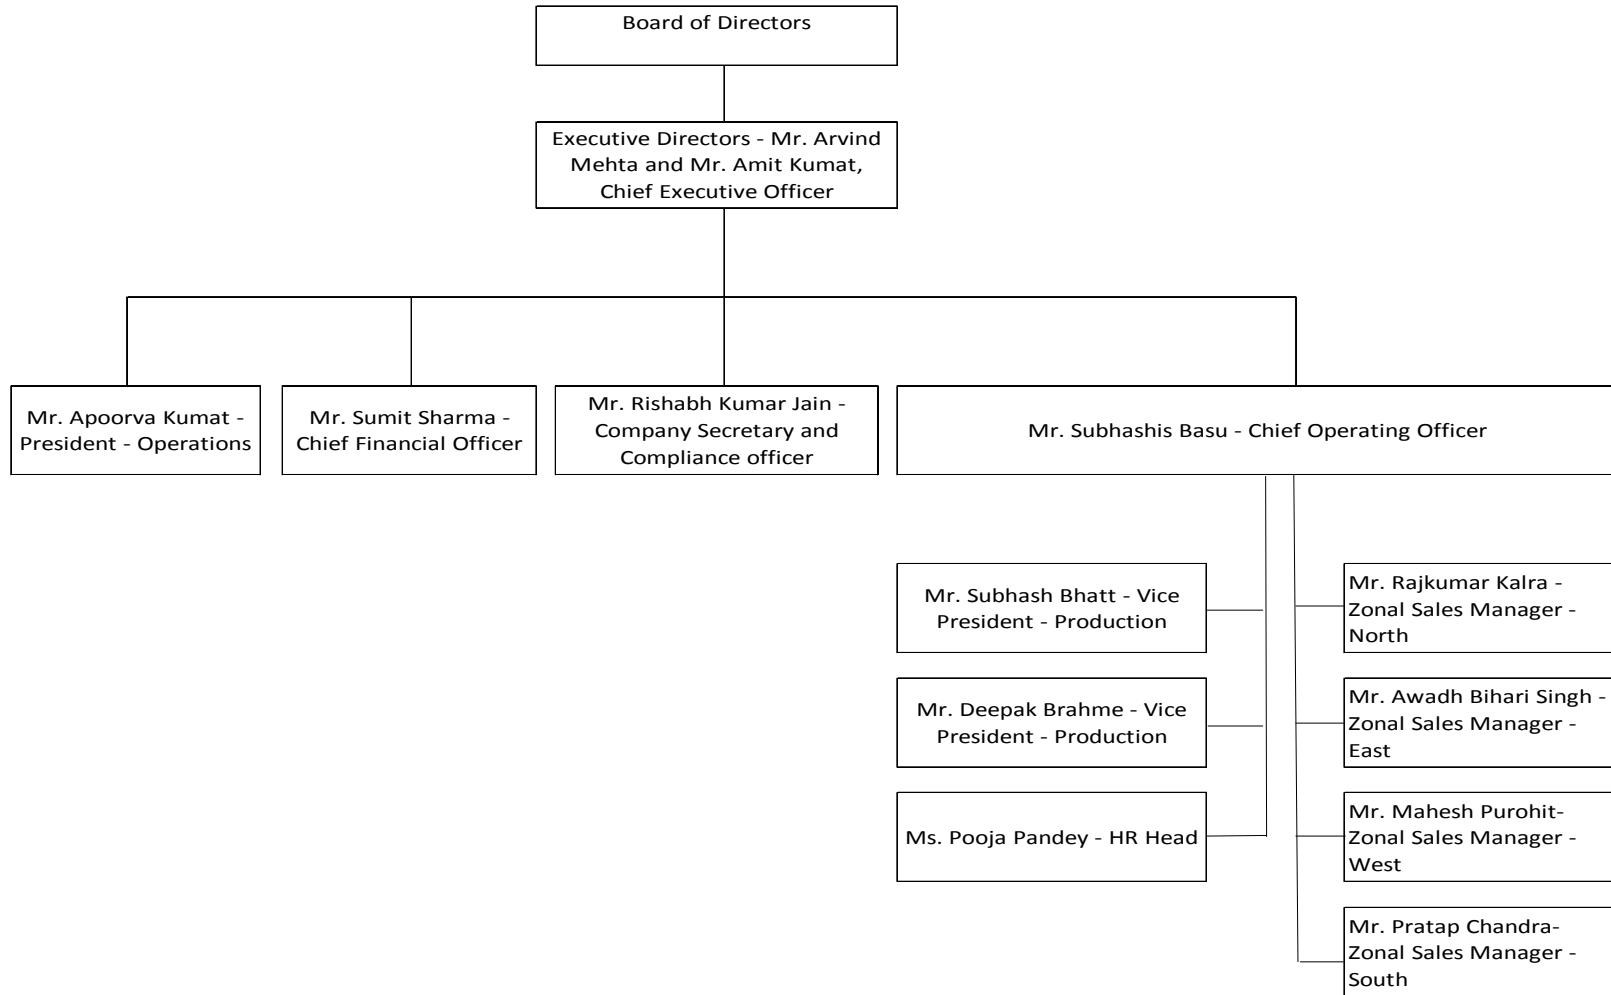 Board of Directors
Executive Directors - Mr. Arvind
Mehta and Mr. Amit Kumat,
Chief Executive Officer
Mr. Apoorva Kumat -
President - Operations
Mr. Sumit Sharma -
Chief Financial Officer
Mr. Rishabh Kumar Jain -
Company Secretary and
Compliance officer
Mr. Subhashis Basu - Chief Operating Officer
Mr. Subhash Bhatt - Vice
President - Production
Mr. Deepak Brahme - Vice
President - Production
Ms. Pooja Pandey - HR Head
Mr. Rajkumar Kalra -
Zonal Sales Manager -
North
Mr. Awadh Bihari Singh -
Zonal Sales Manager -
East
Mr. Mahesh Purohit-
Zonal Sales Manager -
West
Mr. Pratap Chandra-
Zonal Sales Manager -
South